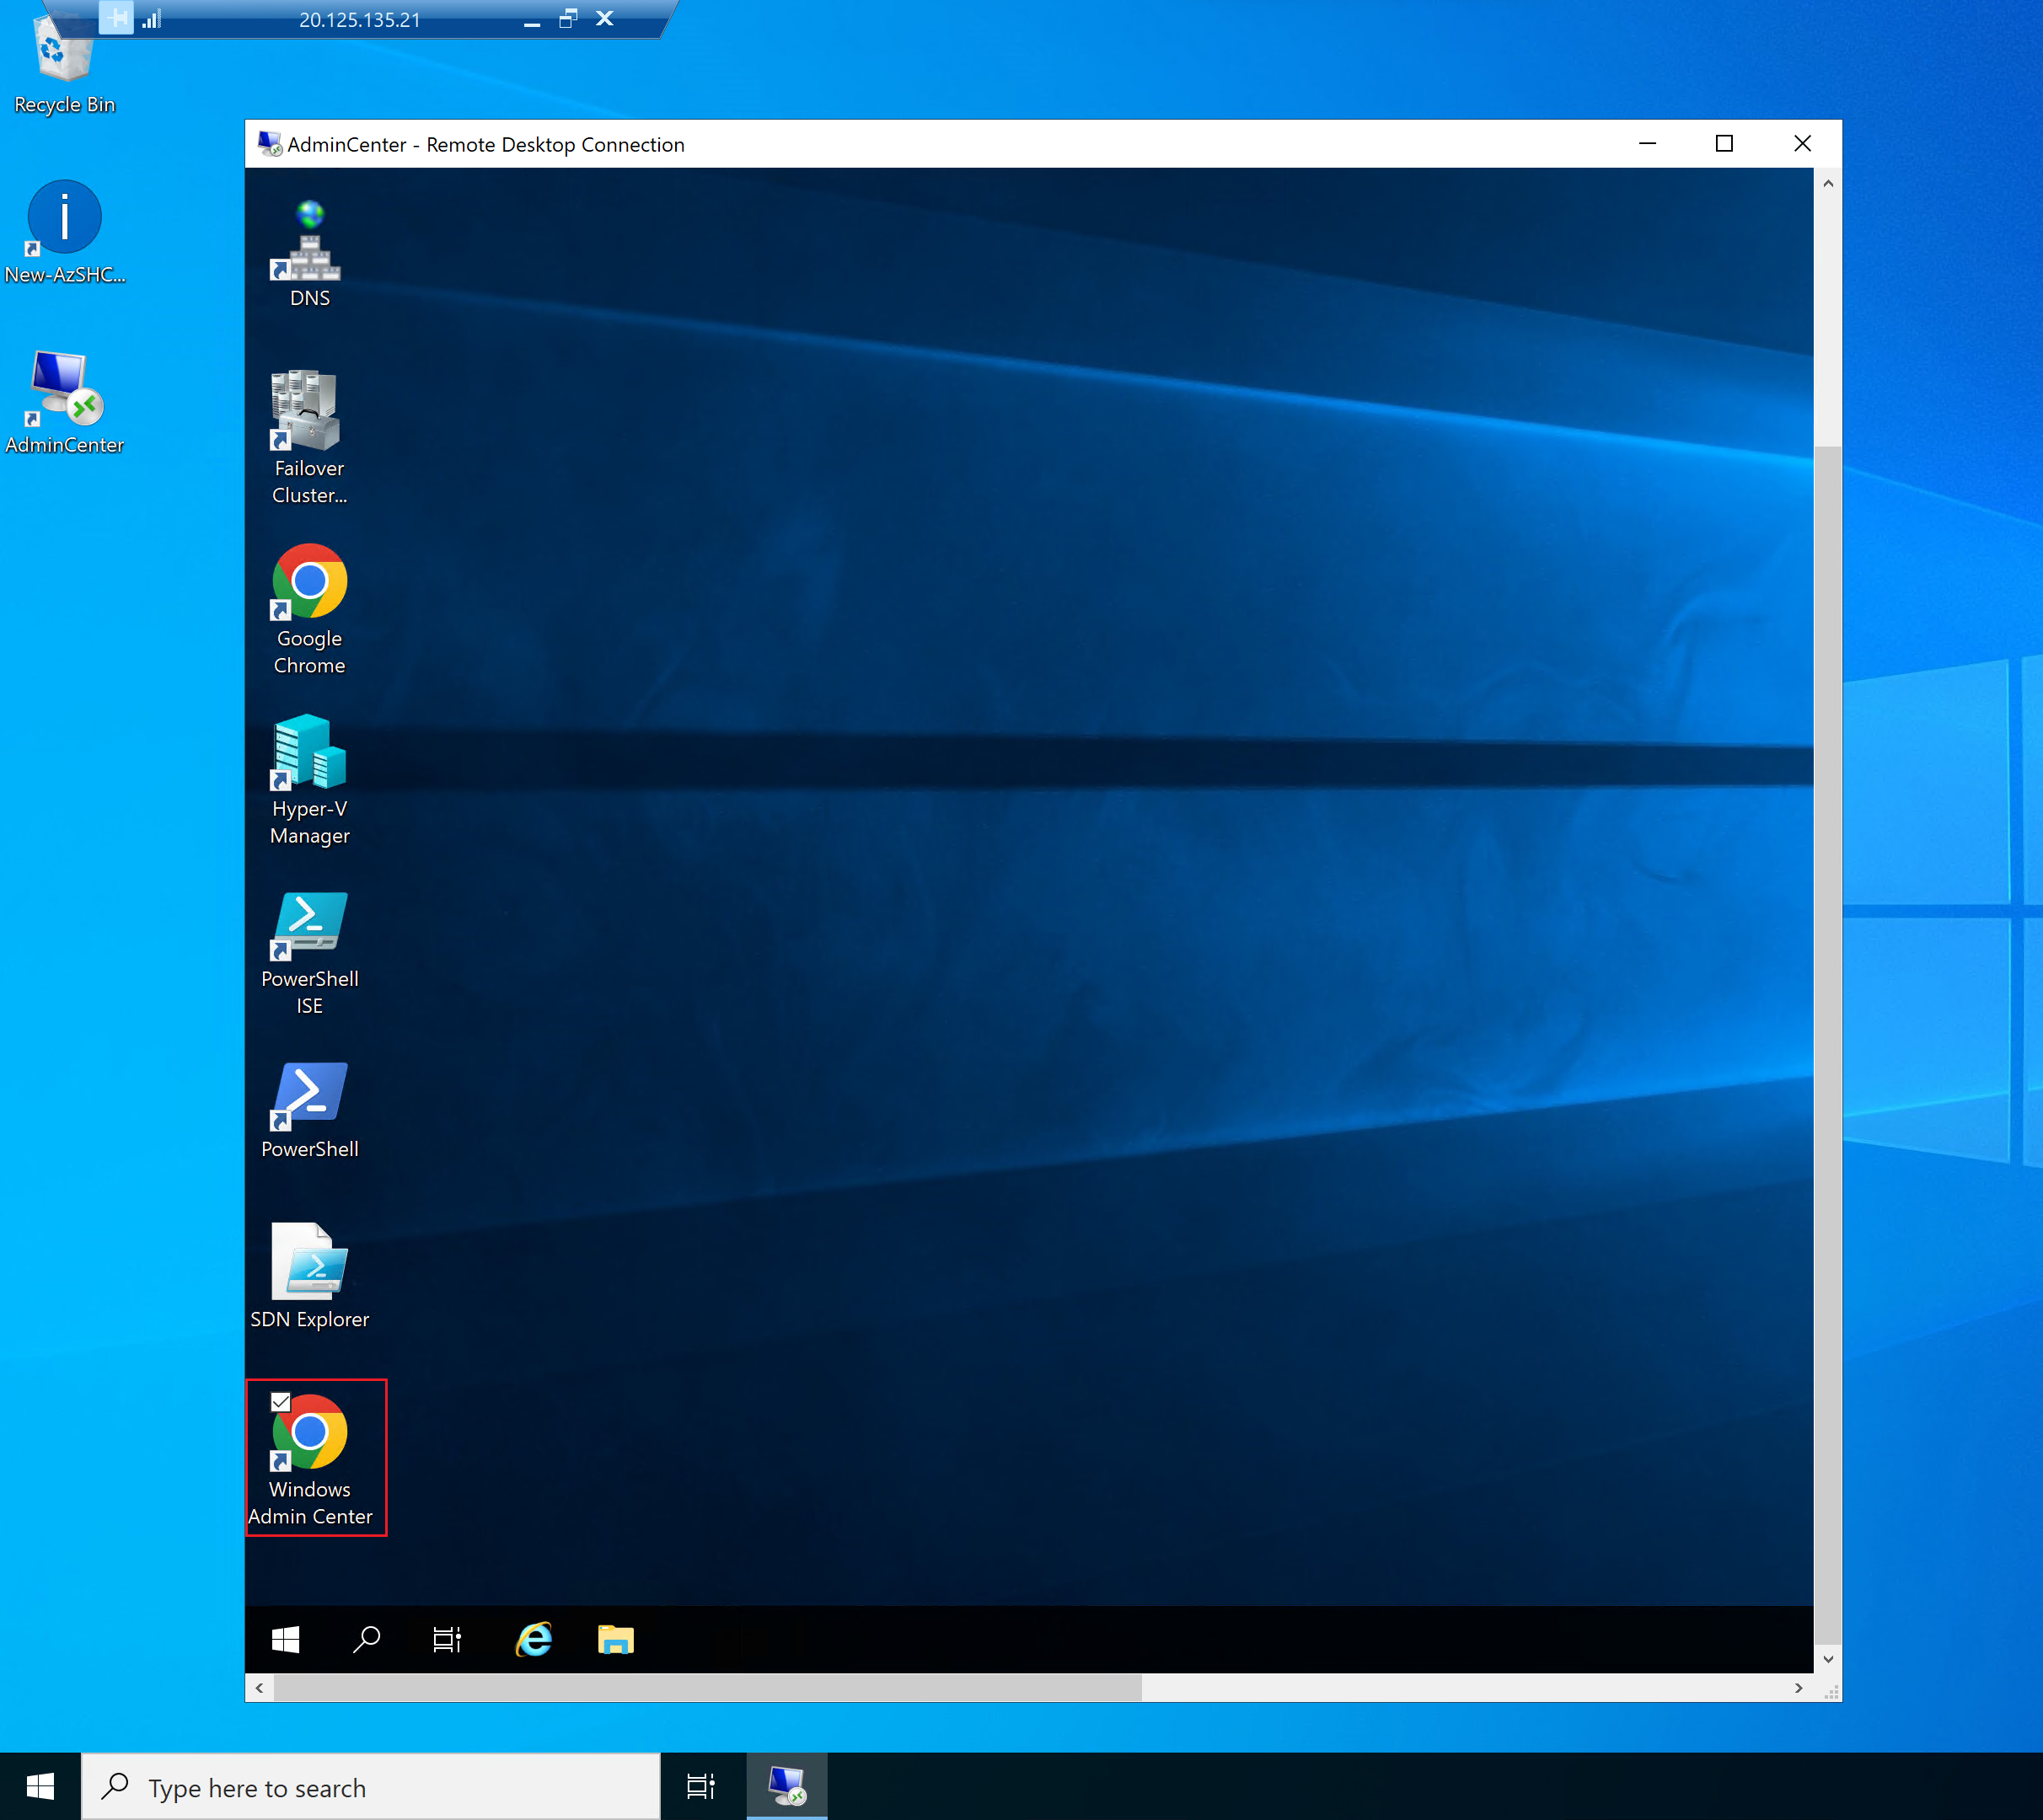 20.125.135.21
Recycle Bin
AdminCenter - Remote Desktop Connection
New-AzSHC...
AdminCenter
DNS
Failover
Cluster...
Google
Chrome
Hyper-V
Manager
PowerShell
ISE
PowerShell
SDN Explorer
Windows
Admin Center
Type here to search